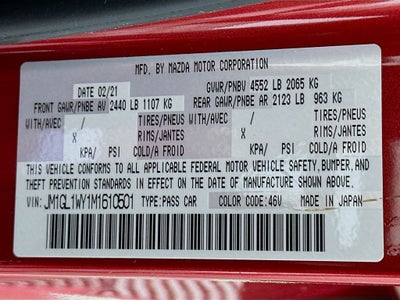 MFD. BY MAZDA MOTOR CORPORATION
DATE 02/21 GVWR/PNBV 4552 LB 2065 KG
FRONT GAWR/PNBE AV 2440 LB 1107 KG REAR GAWR/PNBE AR 2123 LB 963 KG
WITH/AVEC / TIRES/PNEUS WITH/AVEC / TIRES/PNEUS
X RIMS/JANTES X RIMS/JANTES
KPA/ PSI COLD/A FROID KPA/ PSI COLD/A FROID
THIS VEHICLE CONFORMS TO ALL APPLICABLE FEDERAL MOTOR VEHICLE SAFETY, BUMPER, AND
THEFT PREVENTION STANDARDS IN EFFECT ON THE DATE OF MANUFACTURE SHOWN ABOVE.
VIN: JM1GL1WY1M1610501 TYPE: PASS CAR COLOR CODE: 46V MADE IN JAPAN